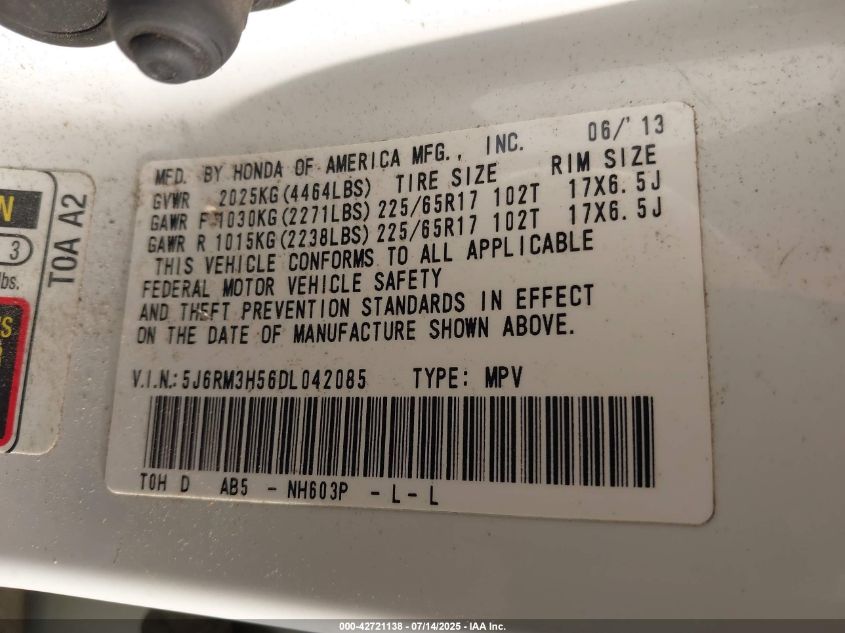 MFD. BY HONDA OF AMERICA MFG., INC. 06/'13
GVWR 2025KG(4464LBS) TIRE SIZE RIM SIZE
GAWR F 1030KG(2271LBS) 225/65R17 102T 17X6.5J
GAWR R 1015KG(2238LBS) 225/65R17 102T 17X6.5J
THIS VEHICLE CONFORMS TO ALL APPLICABLE
FEDERAL MOTOR VEHICLE SAFETY
AND THEFT PREVENTION STANDARDS IN EFFECT
ON THE DATE OF MANUFACTURE SHOWN ABOVE.
V.I.N.: 5J6RM3H56DL042085 TYPE: MPV
T0H D AB5 - NH603P - L - L
T0A A2
N
3
lbs.
000-42721138 - 07/14/2025 - IAA Inc.